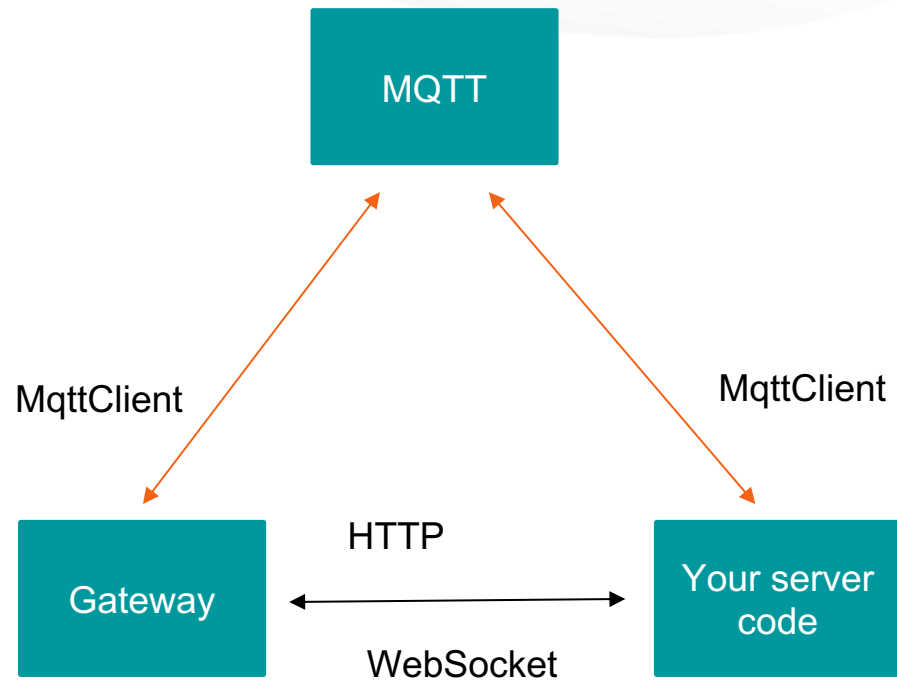 MQTT
MqttClient
MqttClient
HTTP
Gateway
Your server
code
WebSocket